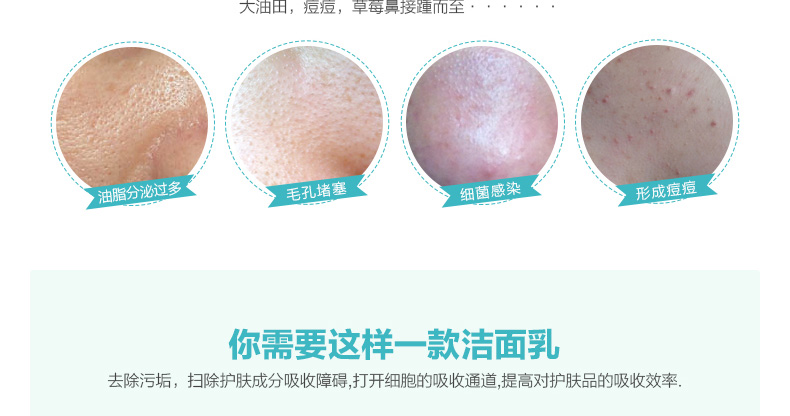 大油田，痘痘，草莓鼻接踵而至······
油脂分泌过多
毛孔堵塞
细菌感染
形成痘痘
你需要这样一款洁面乳
去除污垢，扫除护肤成分吸收障碍,打开细胞的吸收通道,提高对护肤品的吸收效率.